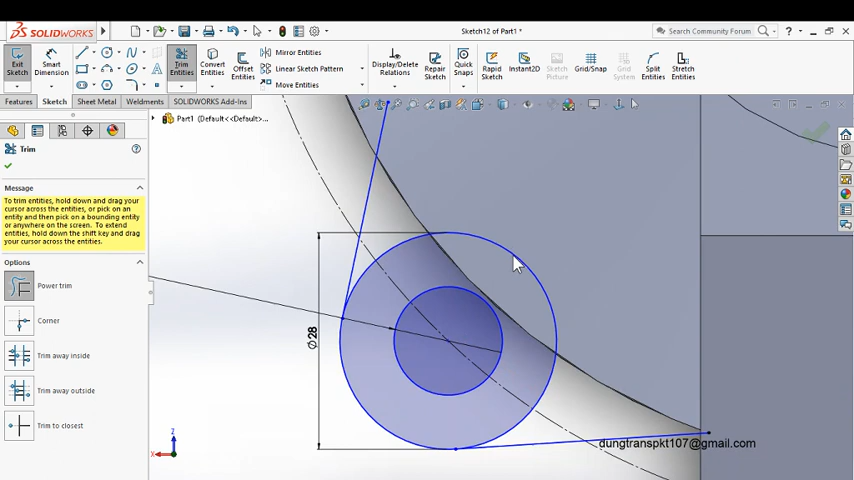 SOLIDWORKS
Sketch12 of Part1 *
Search Community Forum
?
Exit Sketch
Smart Dimension
Trim Entities
Convert Entities
Offset Entities
Mirror Entities
Linear Sketch Pattern
Move Entities
Display/Delete Relations
Repair Sketch
Quick Snaps
Rapid Sketch
Instant2D
Sketch Picture
Grid/Snap
Grid System
Split Entities
Stretch Entities
Features
Sketch
Sheet Metal
Weldments
SOLIDWORKS Add-Ins
Part1 (Default<<Default>...
Trim
Message
To trim entities, hold down and drag your
cursor across the entities, or pick on an
entity and then pick on a bounding entity
or anywhere on the screen. To extend
entities, hold down the shift key and drag
your cursor across the entities.
Options
Power trim
Corner
Trim away inside
Trim away outside
Trim to closest
⌀28
dungtranspkt107@gmail.com
Z
X